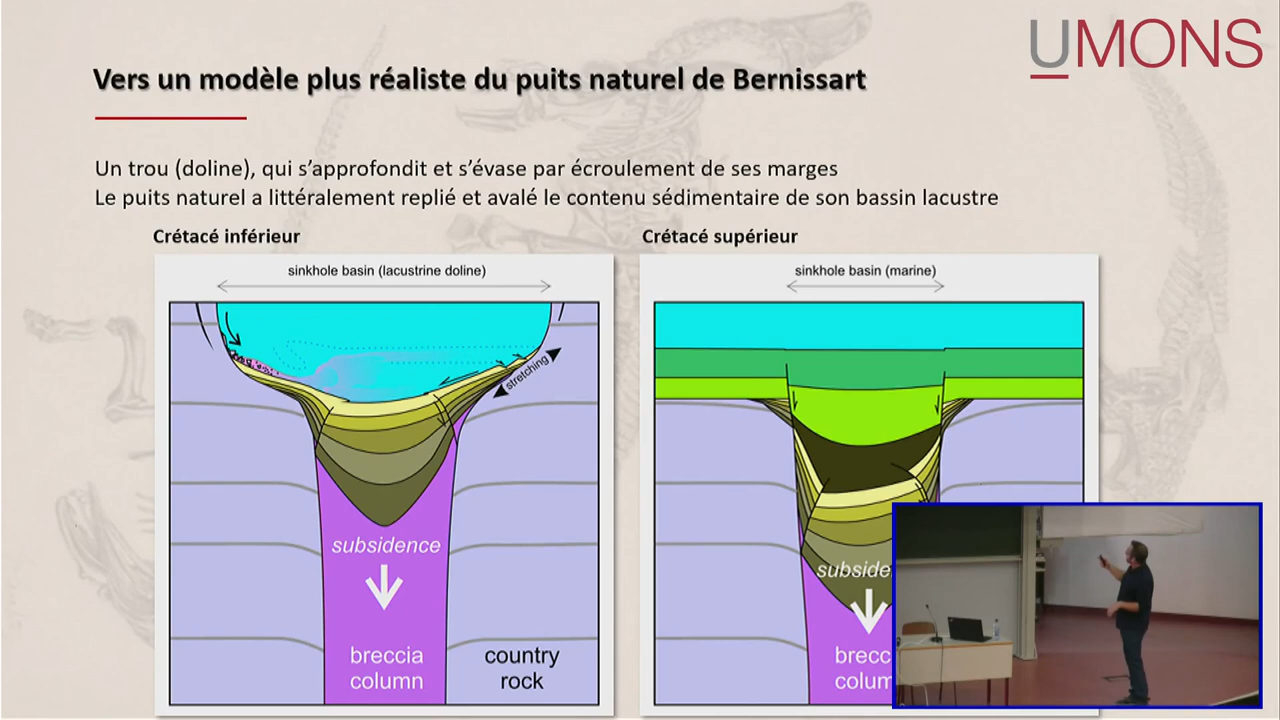 UMONS
Vers un modèle plus réaliste du puits naturel de Bernissart
Un trou (doline), qui s'approfondit et s'évase par écroulement de ses marges
Le puits naturel a littéralement replié et avalé le contenu sédimentaire de son bassin lacustre
Crétacé inférieur
sinkhole basin (lacustrine doline)
stretching
subsidence
breccia
column
country
rock
Crétacé supérieur
sinkhole basin (marine)
subside
brecc
colum